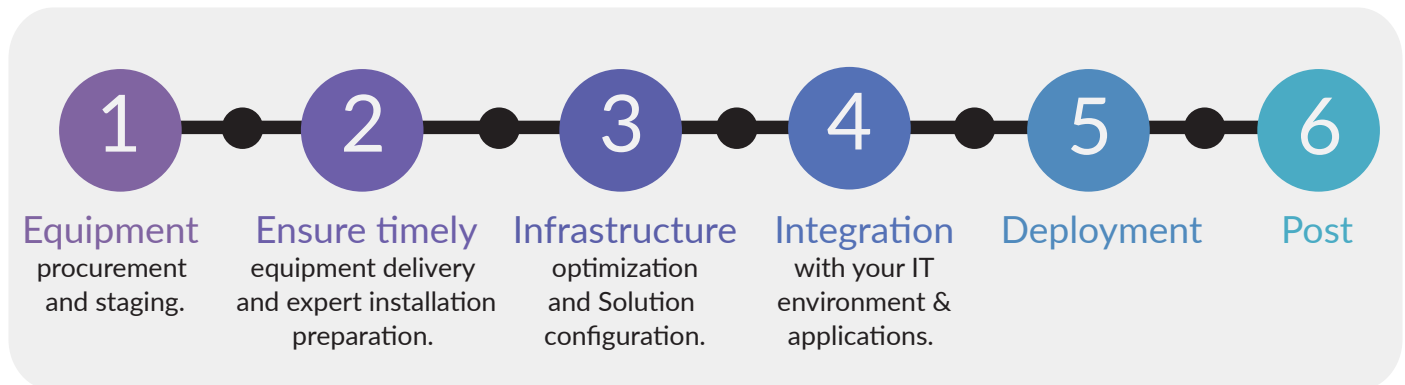 1
Equipment
procurement
and staging.
2
Ensure timely
equipment delivery
and expert installation
preparation.
3
Infrastructure
optimization
and Solution
configuration.
4
Integration
with your IT
environment &
applications.
5
Deployment
6
Post